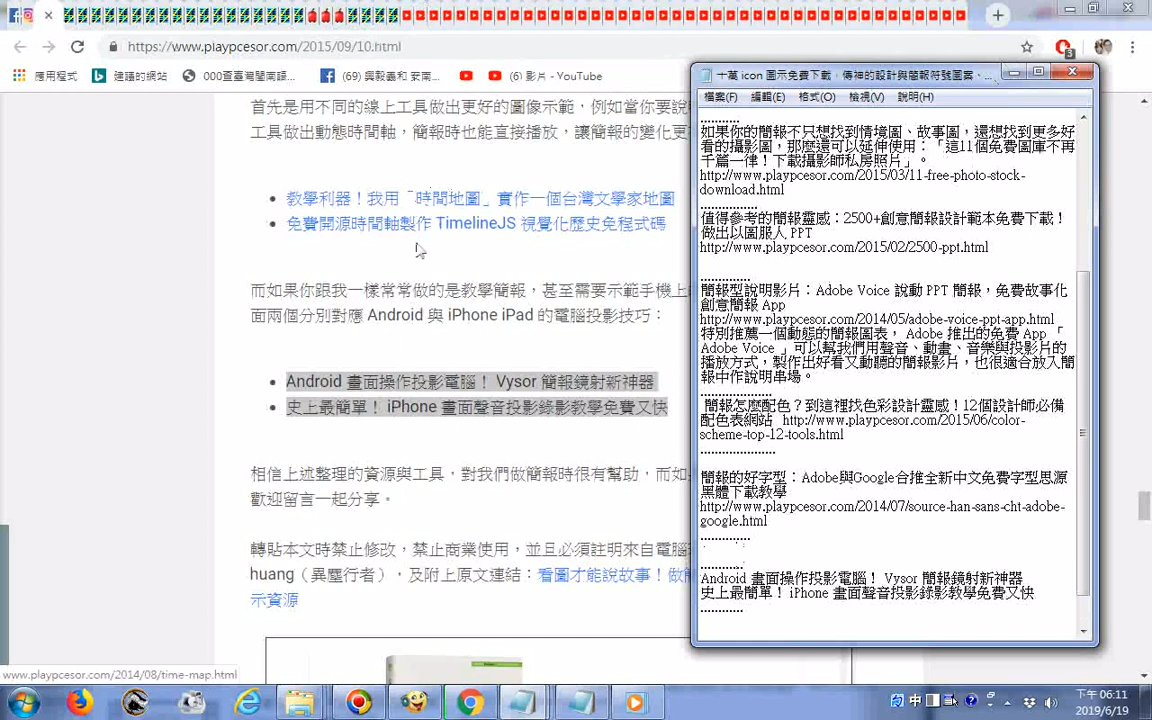 https://www.playpcesor.com/2015/09/10.html
應用程式
建議的網站
000查臺灣閩南語...
(69) 興毅義和 安南...
(6) 影片 - YouTube
首先是用不同的線上工具做出更好的圖像示範，例如當你要說
工具做出動態時間軸，簡報時也能直接播放，讓簡報的變化更
教學利器！我用「時間地圖」實作一個台灣文學家地圖
免費開源時間軸製作 TimelineJS 視覺化歷史免程式碼
而如果你跟我一樣常常做的是教學簡報，甚至需要示範手機上
面兩個分別對應 Android 與 iPhone iPad 的電腦投影技巧：
Android 畫面操作投影電腦！ Vysor 簡報鏡射新神器
史上最簡單！ iPhone 畫面聲音投影錄影教學免費又快
相信上述整理的資源與工具，對我們做簡報時很有幫助，而如
歡迎留言一起分享。
轉貼本文時禁止修改，禁止商業使用，並且必須註明來自電腦
huang（異塵行者），及附上原文連結：看圖才能說故事！做簡
示資源
www.playpcesor.com/2014/08/time-map.html
十萬 icon 圖示免費下載，傳神的設計與簡報符號圖案、...
檔案(F) 編輯(E) 格式(O) 檢視(V) 說明(H)
............
如果你的簡報不只想找到情境圖、故事圖，還想找到更多好
看的攝影圖，那麼還可以延伸使用：「這11個免費圖庫不再
千篇一律！下載攝影師私房照片」。
http://www.playpcesor.com/2015/03/11-free-photo-stock-
download.html
..................
值得參考的簡報靈感：2500+創意簡報設計範本免費下載！
做出以圖服人 PPT
http://www.playpcesor.com/2015/02/2500-ppt.html
...............
簡報型說明影片：Adobe Voice 說動 PPT 簡報，免費故事化
創意簡報 App
http://www.playpcesor.com/2014/05/adobe-voice-ppt-app.html
特別推薦一個動態的簡報圖表， Adobe 推出的免費 App 「
Adobe Voice 」可以幫我們用聲音、動畫、音樂與投影片的
播放方式，製作出好看又動聽的簡報影片，也很適合放入簡
報中作說明串場。
......................
簡報怎麼配色？到這裡找色彩設計靈感！12個設計師必備
配色表網站 http://www.playpcesor.com/2015/06/color-
scheme-top-12-tools.html
.......................
簡報的好字型：Adobe與Google合推全新中文免費字型思源
黑體下載教學
http://www.playpcesor.com/2014/07/source-han-sans-cht-adobe-
google.html
...............
.............
Android 畫面操作投影電腦！ Vysor 簡報鏡射新神器
史上最簡單！ iPhone 畫面聲音投影錄影教學免費又快
.............
中
下午 06:11
2019/6/19